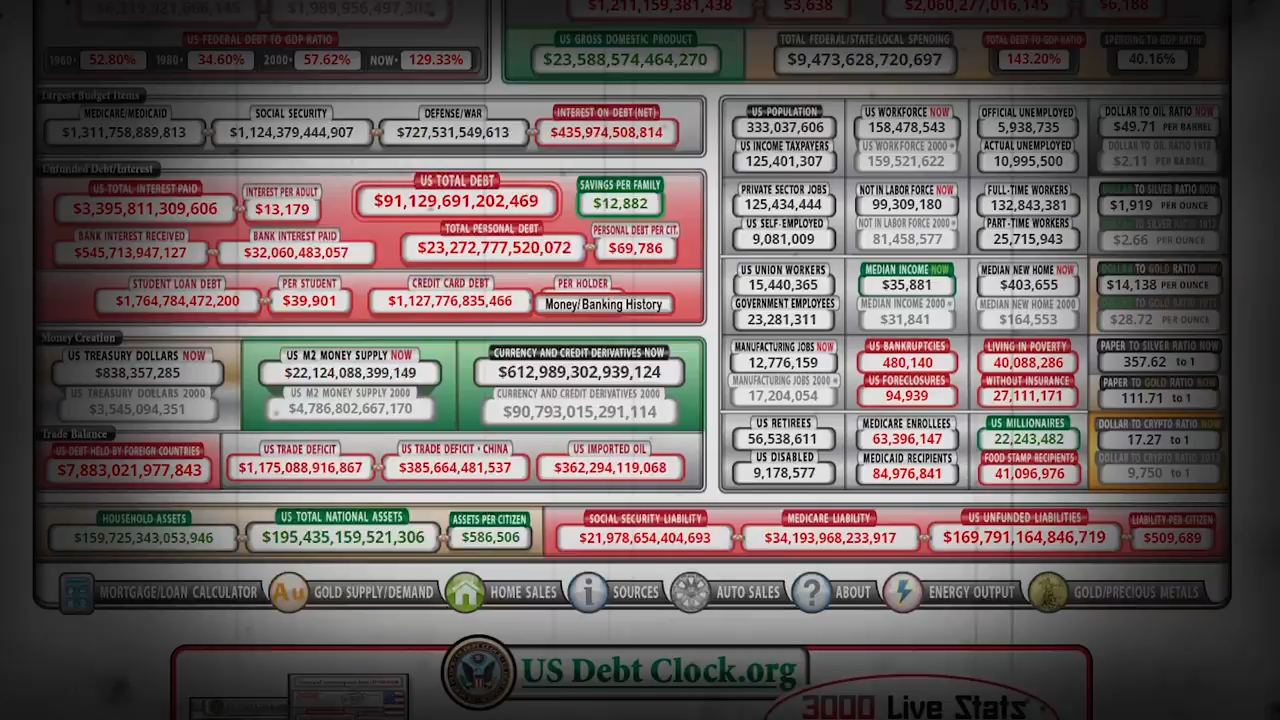 $1,211,159,381,438 $3,638 $2,060,277,016,145 $6,188
US FEDERAL DEBT TO GDP RATIO
1960• 52.80% 1980• 34.60% 2000• 57.62% NOW• 129.33%
US GROSS DOMESTIC PRODUCT
$23,588,574,464,270
TOTAL FEDERAL/STATE/LOCAL SPENDING
$9,473,628,720,697
TOTAL DEBT TO GDP RATIO
143.20%
SPENDING TO GDP RATIO
40.16%
Largest Budget Items
MEDICARE/MEDICAID SOCIAL SECURITY DEFENSE/WAR INTEREST ON DEBT (NET)
$1,311,758,889,813 $1,124,379,444,907 $727,531,549,613 $435,974,508,814
Unfunded Debt/Interest
US TOTAL INTEREST PAID INTEREST PER ADULT US TOTAL DEBT SAVINGS PER FAMILY
$3,395,811,309,606 $13,179 $91,129,691,202,469 $12,882
BANK INTEREST RECEIVED BANK INTEREST PAID TOTAL PERSONAL DEBT PERSONAL DEBT PER CIT.
$545,713,947,127 $32,060,483,057 $23,272,777,520,072 $69,786
STUDENT LOAN DEBT PER STUDENT CREDIT CARD DEBT PER HOLDER
$1,764,784,472,200 $39,901 $1,127,776,835,466 Money/Banking History
Money Creation
US TREASURY DOLLARS NOW US M2 MONEY SUPPLY NOW CURRENCY AND CREDIT DERIVATIVES NOW
$838,357,285 $22,124,086,399,149 $612,989,302,939,124
US TREASURY DOLLARS 2000 US M2 MONEY SUPPLY 2000 CURRENCY AND CREDIT DERIVATIVES 2000
$3,545,094,351 $4,786,802,667,170 $90,793,015,291,114
Trade Balance
US DEBT HELD BY FOREIGN COUNTRIES US TRADE DEFICIT US TRADE DEFICIT • CHINA US IMPORTED OIL
$7,883,021,977,843 $1,175,088,916,867 $385,664,481,537 $362,294,119,068
US POPULATION US WORKFORCE NOW OFFICIAL UNEMPLOYED DOLLAR TO OIL RATIO NOW
333,037,606 158,478,543 5,938,735 $49.71 PER BARREL
US INCOME TAXPAYERS US WORKFORCE 2000 ACTUAL UNEMPLOYED DOLLAR TO OIL RATIO 1913
125,401,307 159,521,622 10,995,500 $2.11 PER BARREL
PRIVATE SECTOR JOBS NOT IN LABOR FORCE NOW FULL-TIME WORKERS DOLLAR TO SILVER RATIO NOW
125,434,444 99,309,180 132,843,381 $1,919 PER OUNCE
US SELF-EMPLOYED NOT IN LABOR FORCE 2000 PART-TIME WORKERS DOLLAR TO SILVER RATIO 1913
9,081,009 81,458,577 25,715,943 $2.66 PER OUNCE
US UNION WORKERS MEDIAN INCOME NOW MEDIAN NEW HOME NOW DOLLAR TO GOLD RATIO NOW
15,440,365 $35,881 $403,655 $14,138 PER OUNCE
GOVERNMENT EMPLOYEES MEDIAN INCOME 2000 MEDIAN NEW HOME 2000 DOLLAR TO GOLD RATIO 1913
23,281,311 $31,841 $164,553 $28.72 PER OUNCE
MANUFACTURING JOBS NOW US BANKRUPTCIES LIVING IN POVERTY PAPER TO SILVER RATIO NOW
12,776,159 480,140 40,088,286 357.62 to 1
MANUFACTURING JOBS 2000 US FORECLOSURES WITHOUT INSURANCE PAPER TO GOLD RATIO NOW
17,204,054 94,939 27,111,171 111.71 to 1
US RETIREES MEDICARE ENROLLEES US MILLIONAIRES DOLLAR TO CRYPTO RATIO NOW
56,538,611 63,396,147 22,243,482 17.27 to 1
US DISABLED MEDICAID RECIPIENTS FOOD STAMP RECIPIENTS DOLLAR TO CRYPTO RATIO
9,178,577 84,976,841 41,096,976 9,750 to 1
HOUSEHOLD ASSETS US TOTAL NATIONAL ASSETS ASSETS PER CITIZEN SOCIAL SECURITY LIABILITY MEDICARE LIABILITY US UNFUNDED LIABILITIES LIABILITY PER CITIZEN
$159,725,343,053,946 $195,435,159,521,306 $586,506 $21,978,654,404,693 $34,193,968,233,917 $169,791,164,846,719 $509,689
MORTGAGE/LOAN CALCULATOR Au GOLD SUPPLY/DEMAND HOME SALES i SOURCES AUTO SALES ? ABOUT ENERGY OUTPUT GOLD/PRECIOUS METALS
US Debt Clock.org
3000 Live Stats